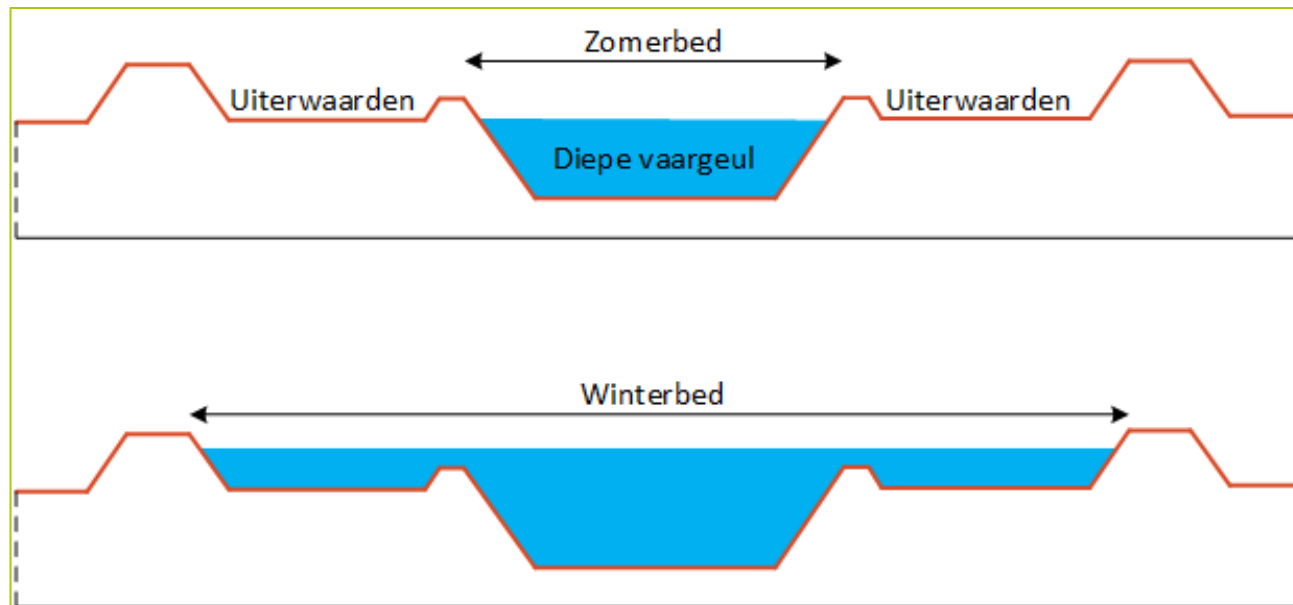 Zomerbed
Uiterwaarden
Uiterwaarden
Diepe vaargeul
Winterbed